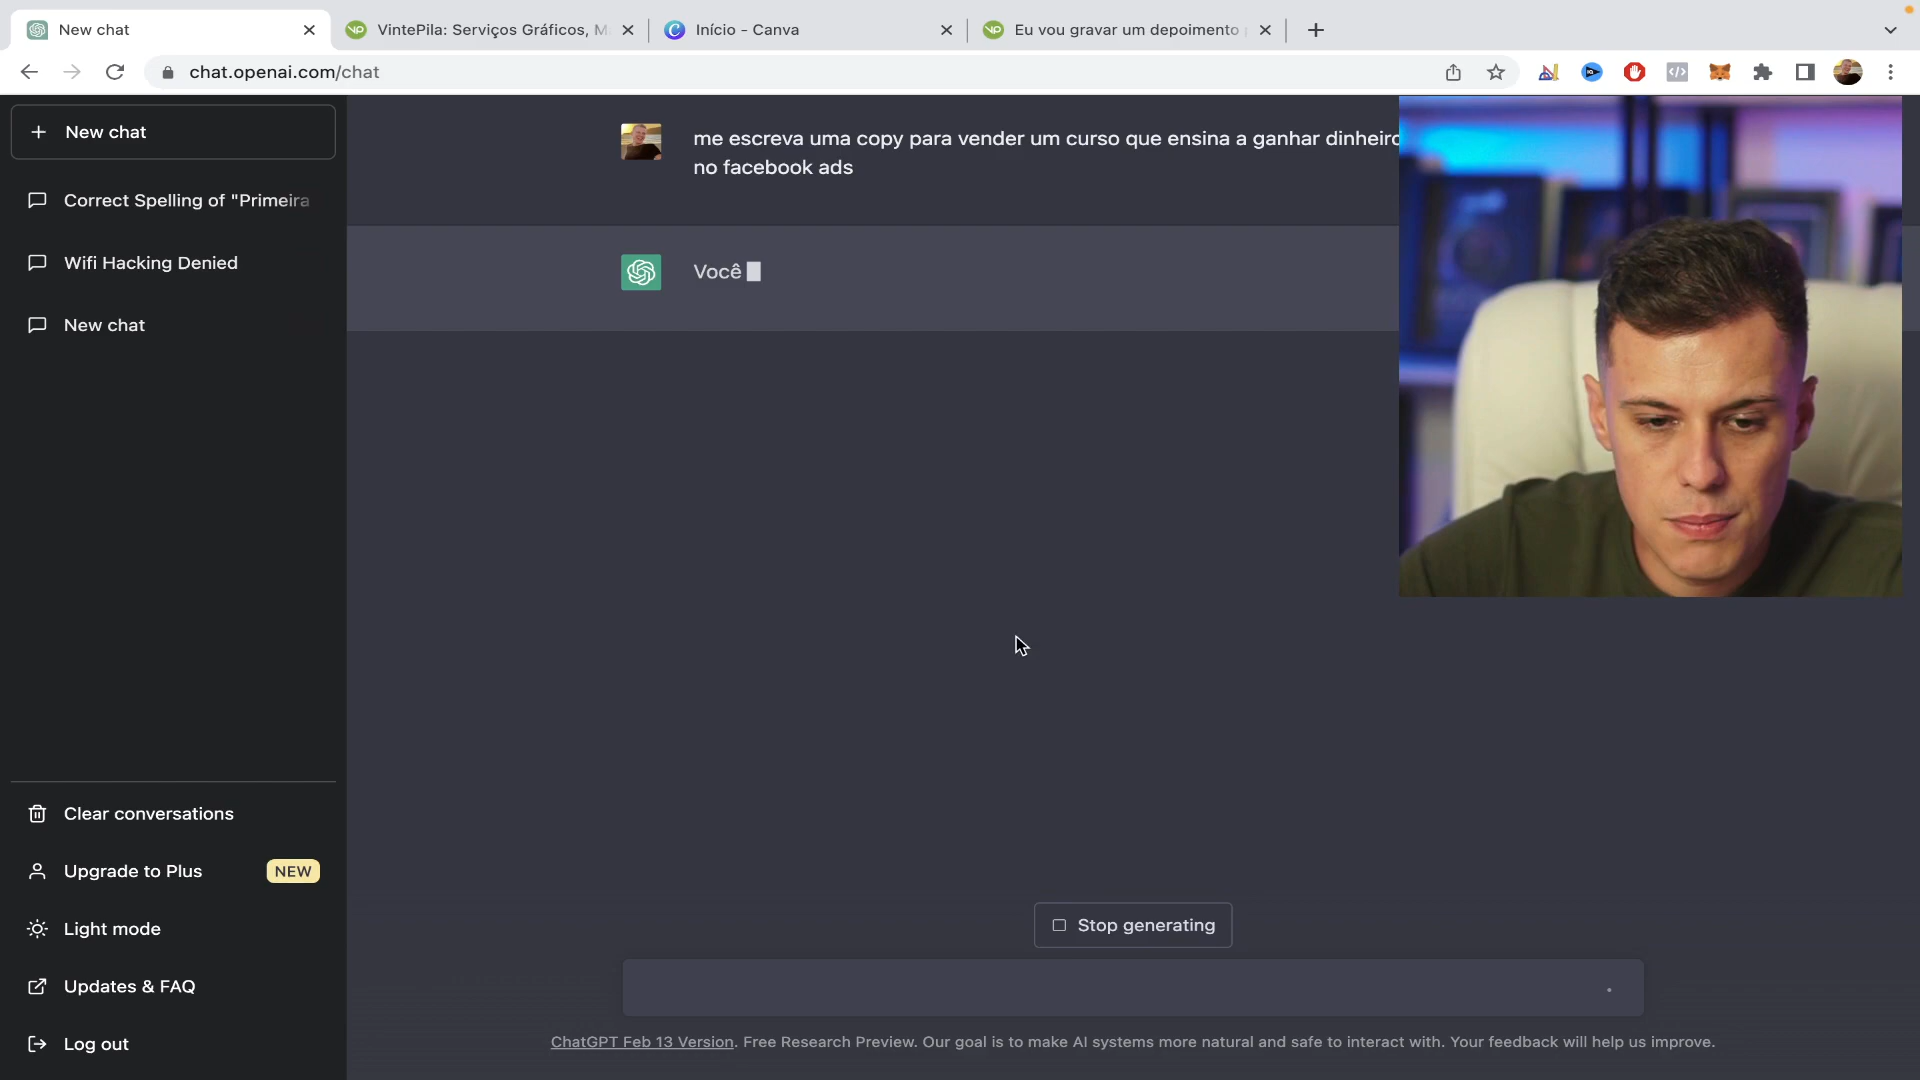 New chat
VintePila: Serviços Gráficos, M
Início - Canva
Eu vou gravar um depoimento
chat.openai.com/chat
New chat
Correct Spelling of "Primeira
Wifi Hacking Denied
New chat
me escreva uma copy para vender um curso que ensina a ganhar dinheiro
no facebook ads
Você
Clear conversations
Upgrade to Plus NEW
Light mode
Updates & FAQ
Log out
Stop generating
ChatGPT Feb 13 Version. Free Research Preview. Our goal is to make AI systems more natural and safe to interact with. Your feedback will help us improve.